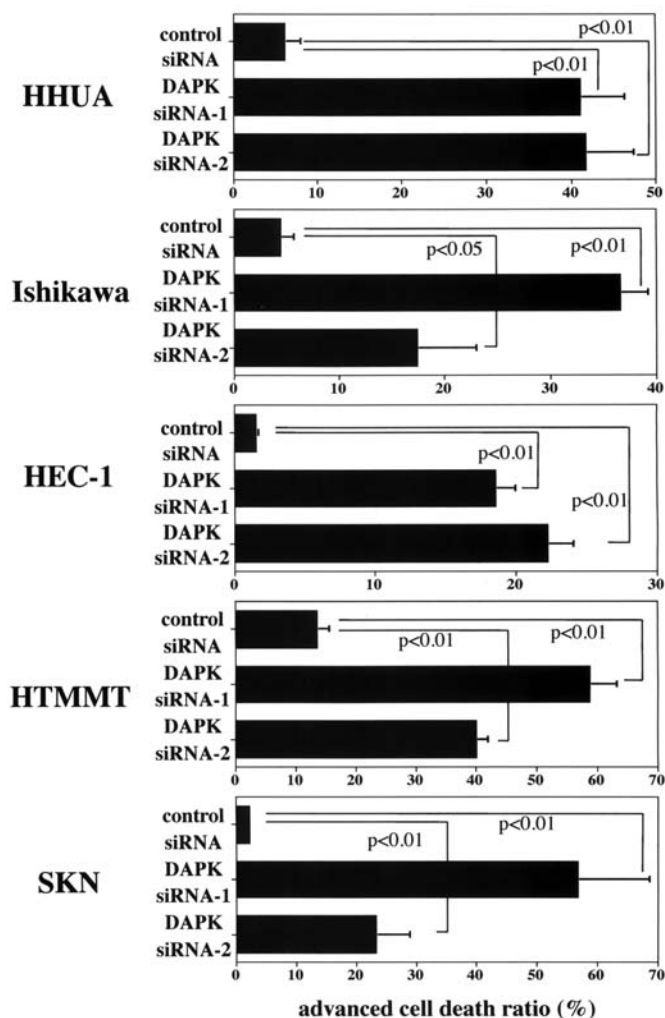 control
siRNA
p<0.01
HHUA
DAPK
siRNA-1
p<0.01
DAPK
siRNA-2
0 10 20 30 40 50
control
siRNA
p<0.05 p<0.01
Ishikawa
DAPK
siRNA-1
DAPK
siRNA-2
0 10 20 30 40
control
siRNA
p<0.01
HEC-1
DAPK
siRNA-1
p<0.01
DAPK
siRNA-2
0 10 20 30
control
siRNA
p<0.01 p<0.01
HTMMT
DAPK
siRNA-1
DAPK
siRNA-2
0 10 20 30 40 50 60 70
control
siRNA
p<0.01 p<0.01
SKN
DAPK
siRNA-1
DAPK
siRNA-2
0 10 20 30 40 50 60 70
advanced cell death ratio (%)